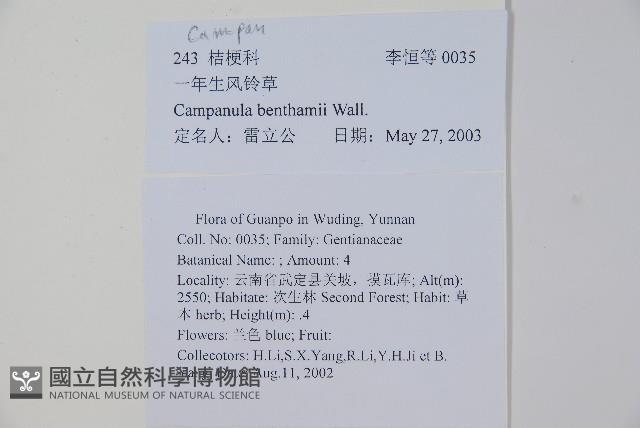 Campan
243 桔梗科 李恒等 0035
一年生风铃草
Campanula benthamii Wall.
定名人：雷立公 日期：May 27, 2003
Flora of Guanpo in Wuding, Yunnan
Coll. No: 0035; Family: Gentianaceae
Batanical Name: ; Amount: 4
Locality: 云南省武定县关坡，摸瓦库; Alt(m):
2550; Habitate: 次生林 Second Forest; Habit: 草
本 herb; Height(m): .4
Flowers: 兰色 blue; Fruit:
Collecotors: H.Li,S.X.Yang,R.Li,Y.H.Ji et B.
Aug.11, 2002
國立自然科學博物館
NATIONAL MUSEUM OF NATURAL SCIENCE